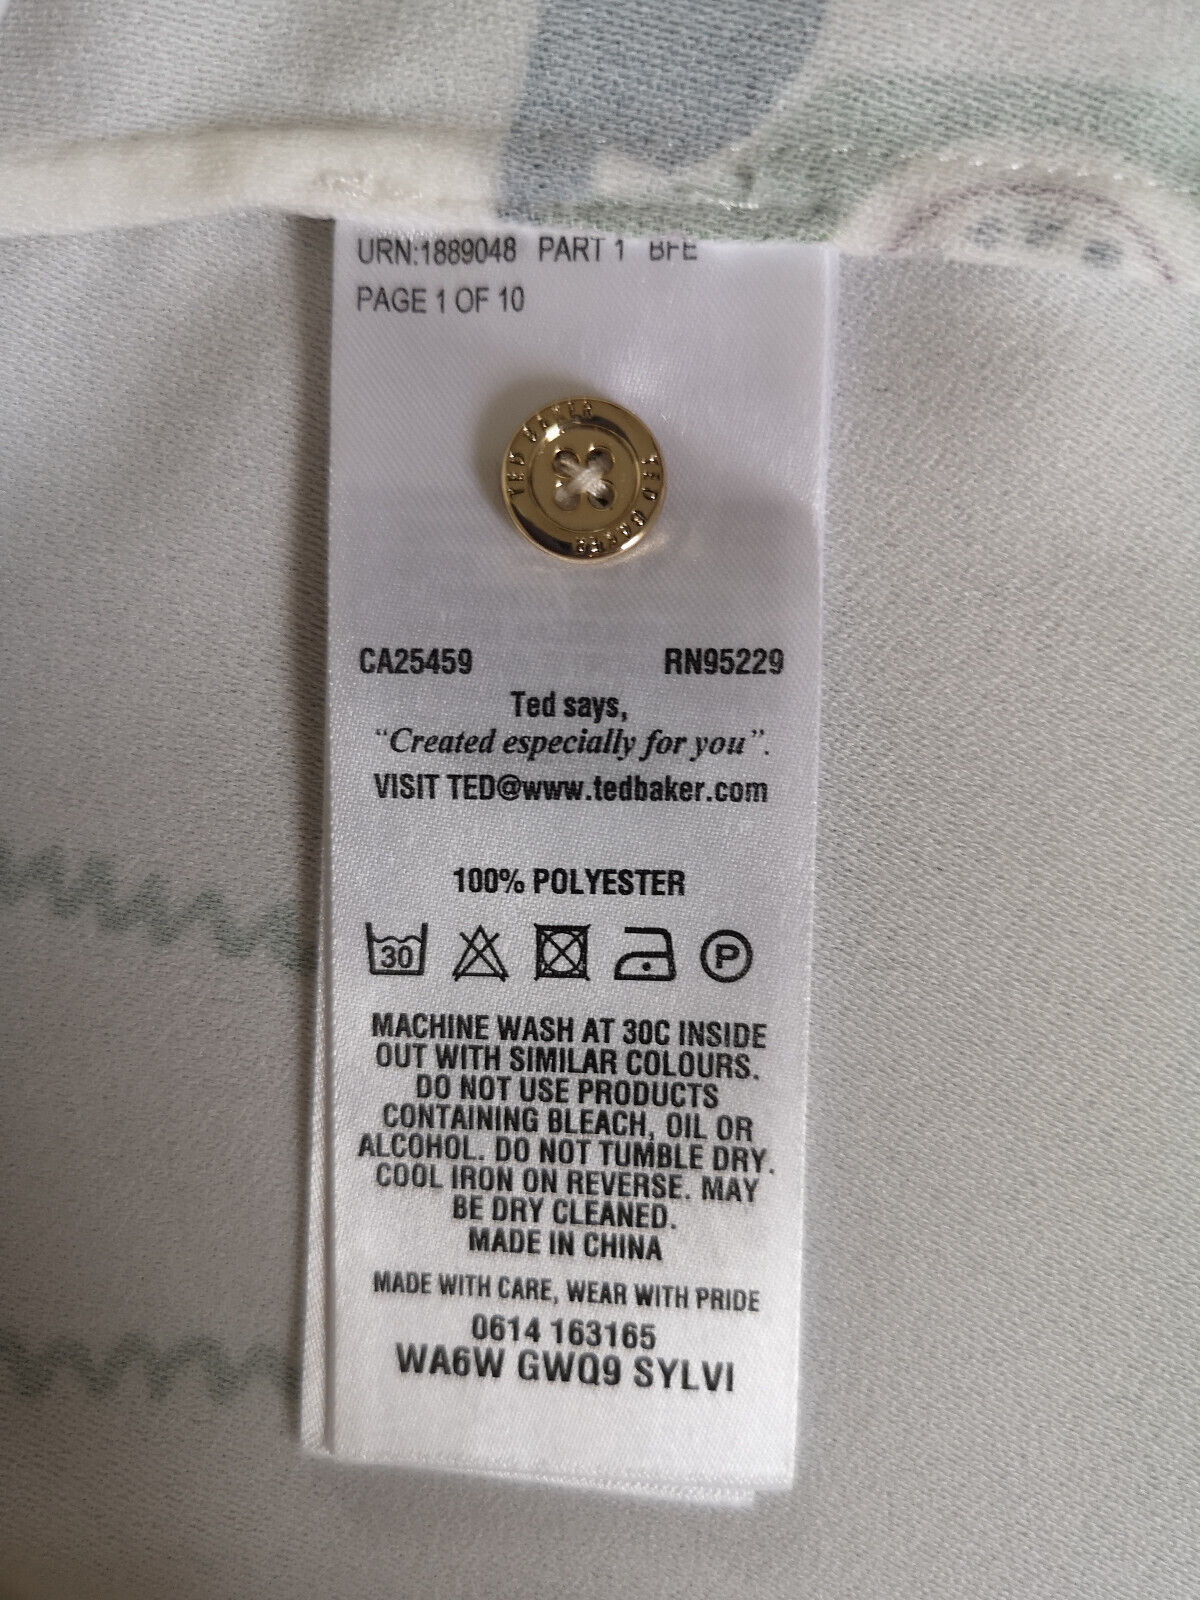 URN:1889048 PART 1 BFE
PAGE 1 OF 10
TED BAKER
TED BAKER
CA25459 RN95229
Ted says,
“Created especially for you”.
VISIT TED@www.tedbaker.com
100% POLYESTER
30 P
MACHINE WASH AT 30C INSIDE
OUT WITH SIMILAR COLOURS.
DO NOT USE PRODUCTS
CONTAINING BLEACH, OIL OR
ALCOHOL. DO NOT TUMBLE DRY.
COOL IRON ON REVERSE. MAY
BE DRY CLEANED.
MADE IN CHINA
MADE WITH CARE, WEAR WITH PRIDE
0614 163165
WA6W GWQ9 SYLVI